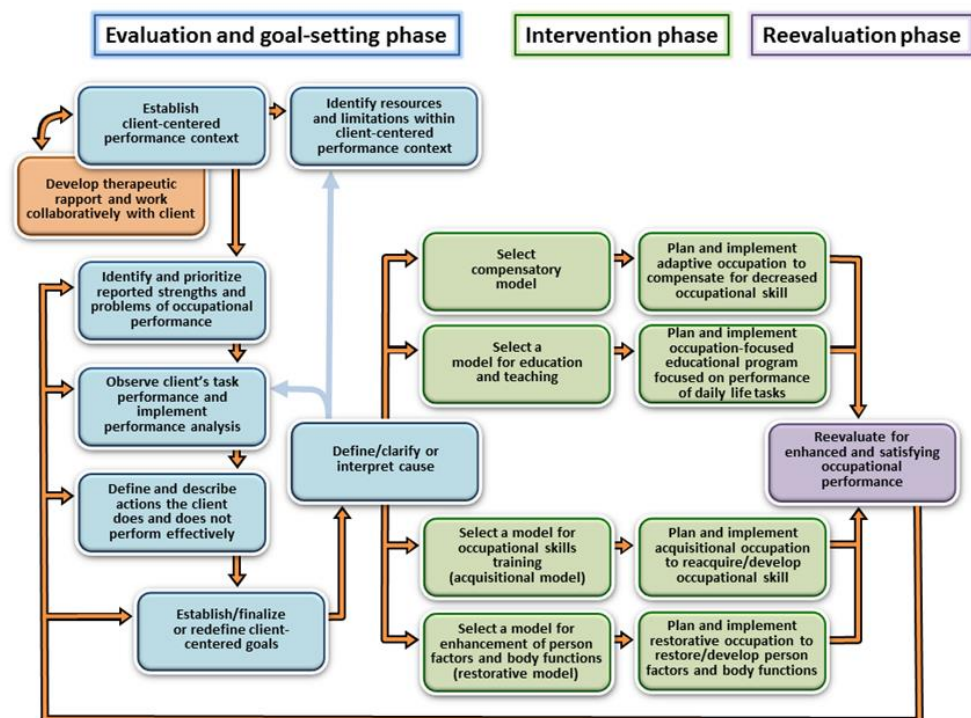 Evaluation and goal-setting phase
Intervention phase
Reevaluation phase
Establish
client-centered
performance context
Identify resources
and limitations within
client-centered
performance context
Develop therapeutic
rapport and work
collaboratively with client
Identify and prioritize
reported strengths and
problems of occupational
performance
Observe client’s task
performance and
implement
performance analysis
Define and describe
actions the client
does and does not
perform effectively
Establish/finalize
or redefine client-
centered goals
Define/clarify or
interpret cause
Select
compensatory
model
Plan and implement
adaptive occupation to
compensate for decreased
occupational skill
Select a
model for education
and teaching
Plan and implement
occupation-focused
educational program
focused on performance
of daily life tasks
Select a model for
occupational skills
training
(acquisitional model)
Plan and implement
acquisitional occupation
to reacquire/develop
occupational skill
Select a model for
enhancement of person
factors and body functions
(restorative model)
Plan and implement
restorative occupation to
restore/develop person
factors and body functions
Reevaluate for
enhanced and satisfying
occupational
performance